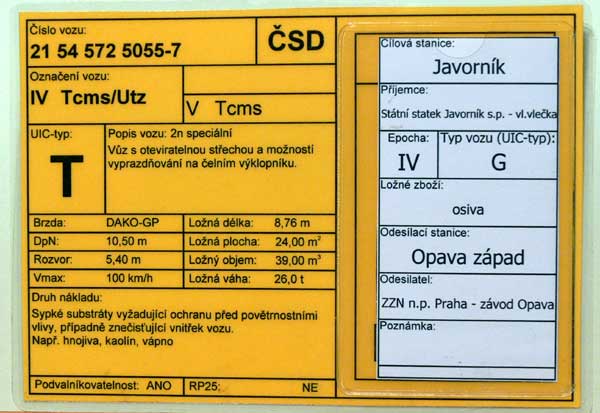 Číslo vozu:
21 54 572 5055-7
ČSD
Označení vozu:
IV Tcms/Utz
V Tcms
UIC-typ:
T
Popis vozu: 2n speciální
Vůz s oteviratelnou střechou a možností
vyprazdňování na čelním výklopníku.
Brzda: DAKO-GP
Ložná délka: 8,76 m
DpN: 10,50 m
Ložná plocha: 24,00 m²
Rozvor: 5,40 m
Ložný objem: 39,00 m³
Vmax: 100 km/h
Ložná váha: 26,0 t
Druh nákladu:
Sypké substráty vyžadující ochranu před povětrnostními
vlivy, případně znečisťující vnitřek vozu.
Např. hnojiva, kaolín, vápno
Podvalníkovatelnost: ANO
RP25: NE
Cílová stanice:
Javorník
Příjemce:
Státní statek Javorník s.p. - vl.vlečka
Epocha:
IV
Typ vozu (UIC-typ):
G
Ložné zboží:
osiva
Odesílací stanice:
Opava západ
Odesilatel:
ZZN n.p. Praha - závod Opava
Poznámka: